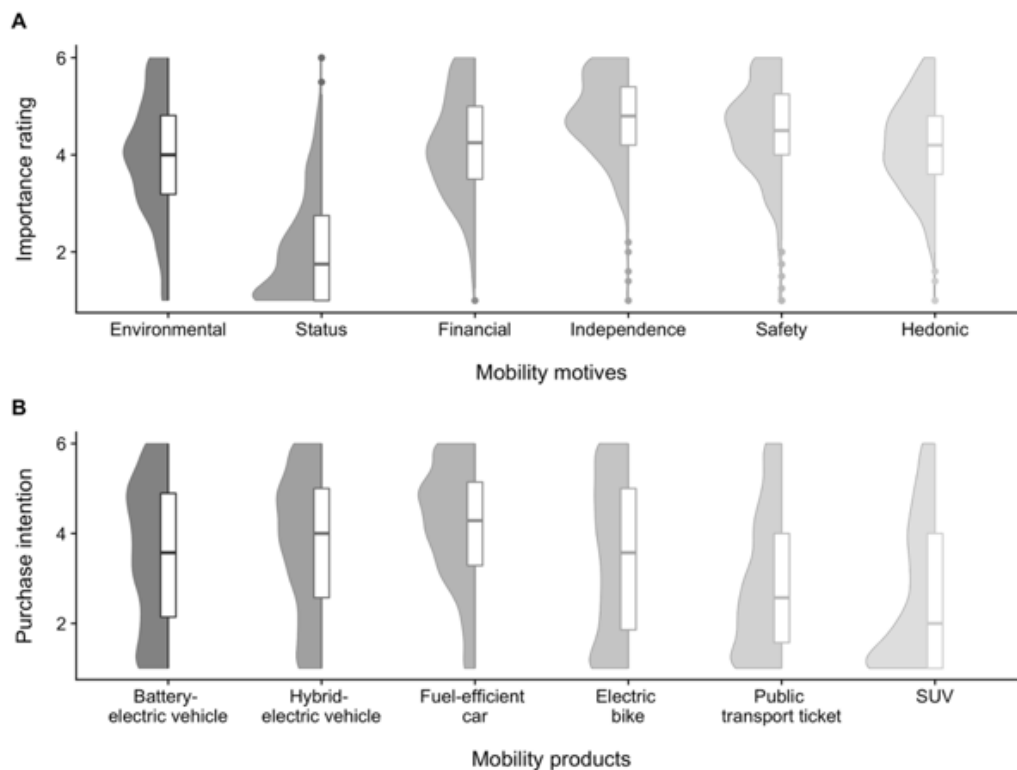 A
Importance rating
6
4
2
Environmental Status Financial Independence Safety Hedonic
Mobility motives
B
Purchase intention
6
4
2
Battery-
electric vehicle
Hybrid-
electric vehicle
Fuel-efficient
car
Electric
bike
Public
transport ticket
SUV
Mobility products